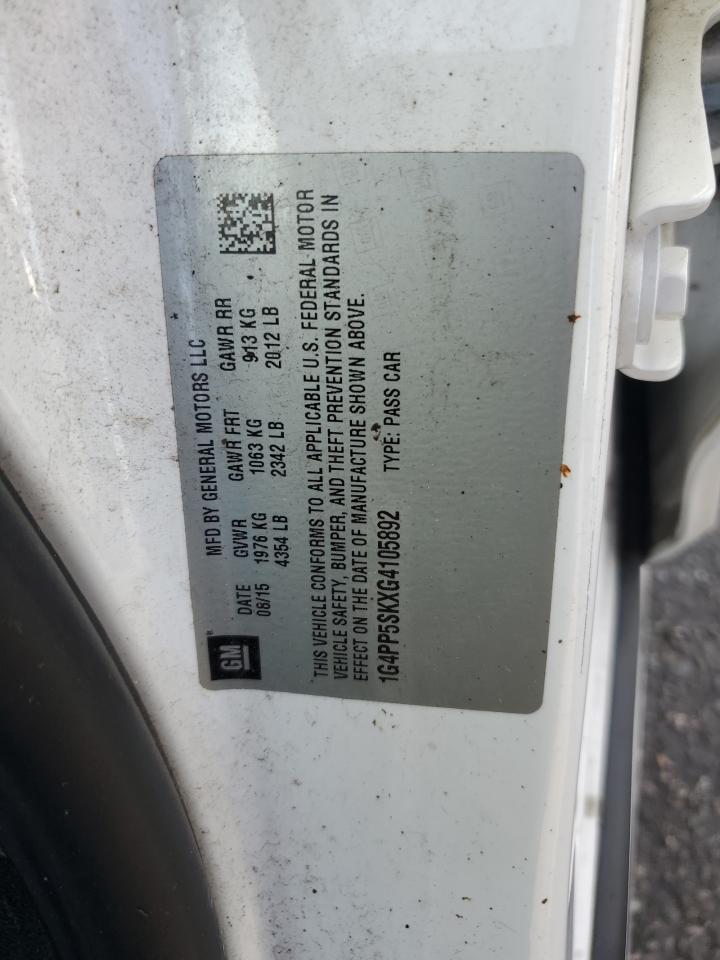 GM®
MFD BY GENERAL MOTORS LLC
DATE GVWR GAWR FRT GAWR RR
08/15 1976 KG 1063 KG 913 KG
4354 LB 2342 LB 2012 LB
THIS VEHICLE CONFORMS TO ALL APPLICABLE U.S. FEDERAL MOTOR
VEHICLE SAFETY, BUMPER, AND THEFT PREVENTION STANDARDS IN
EFFECT ON THE DATE OF MANUFACTURE SHOWN ABOVE.
1G4PP5SKXG4105892 TYPE: PASS CAR